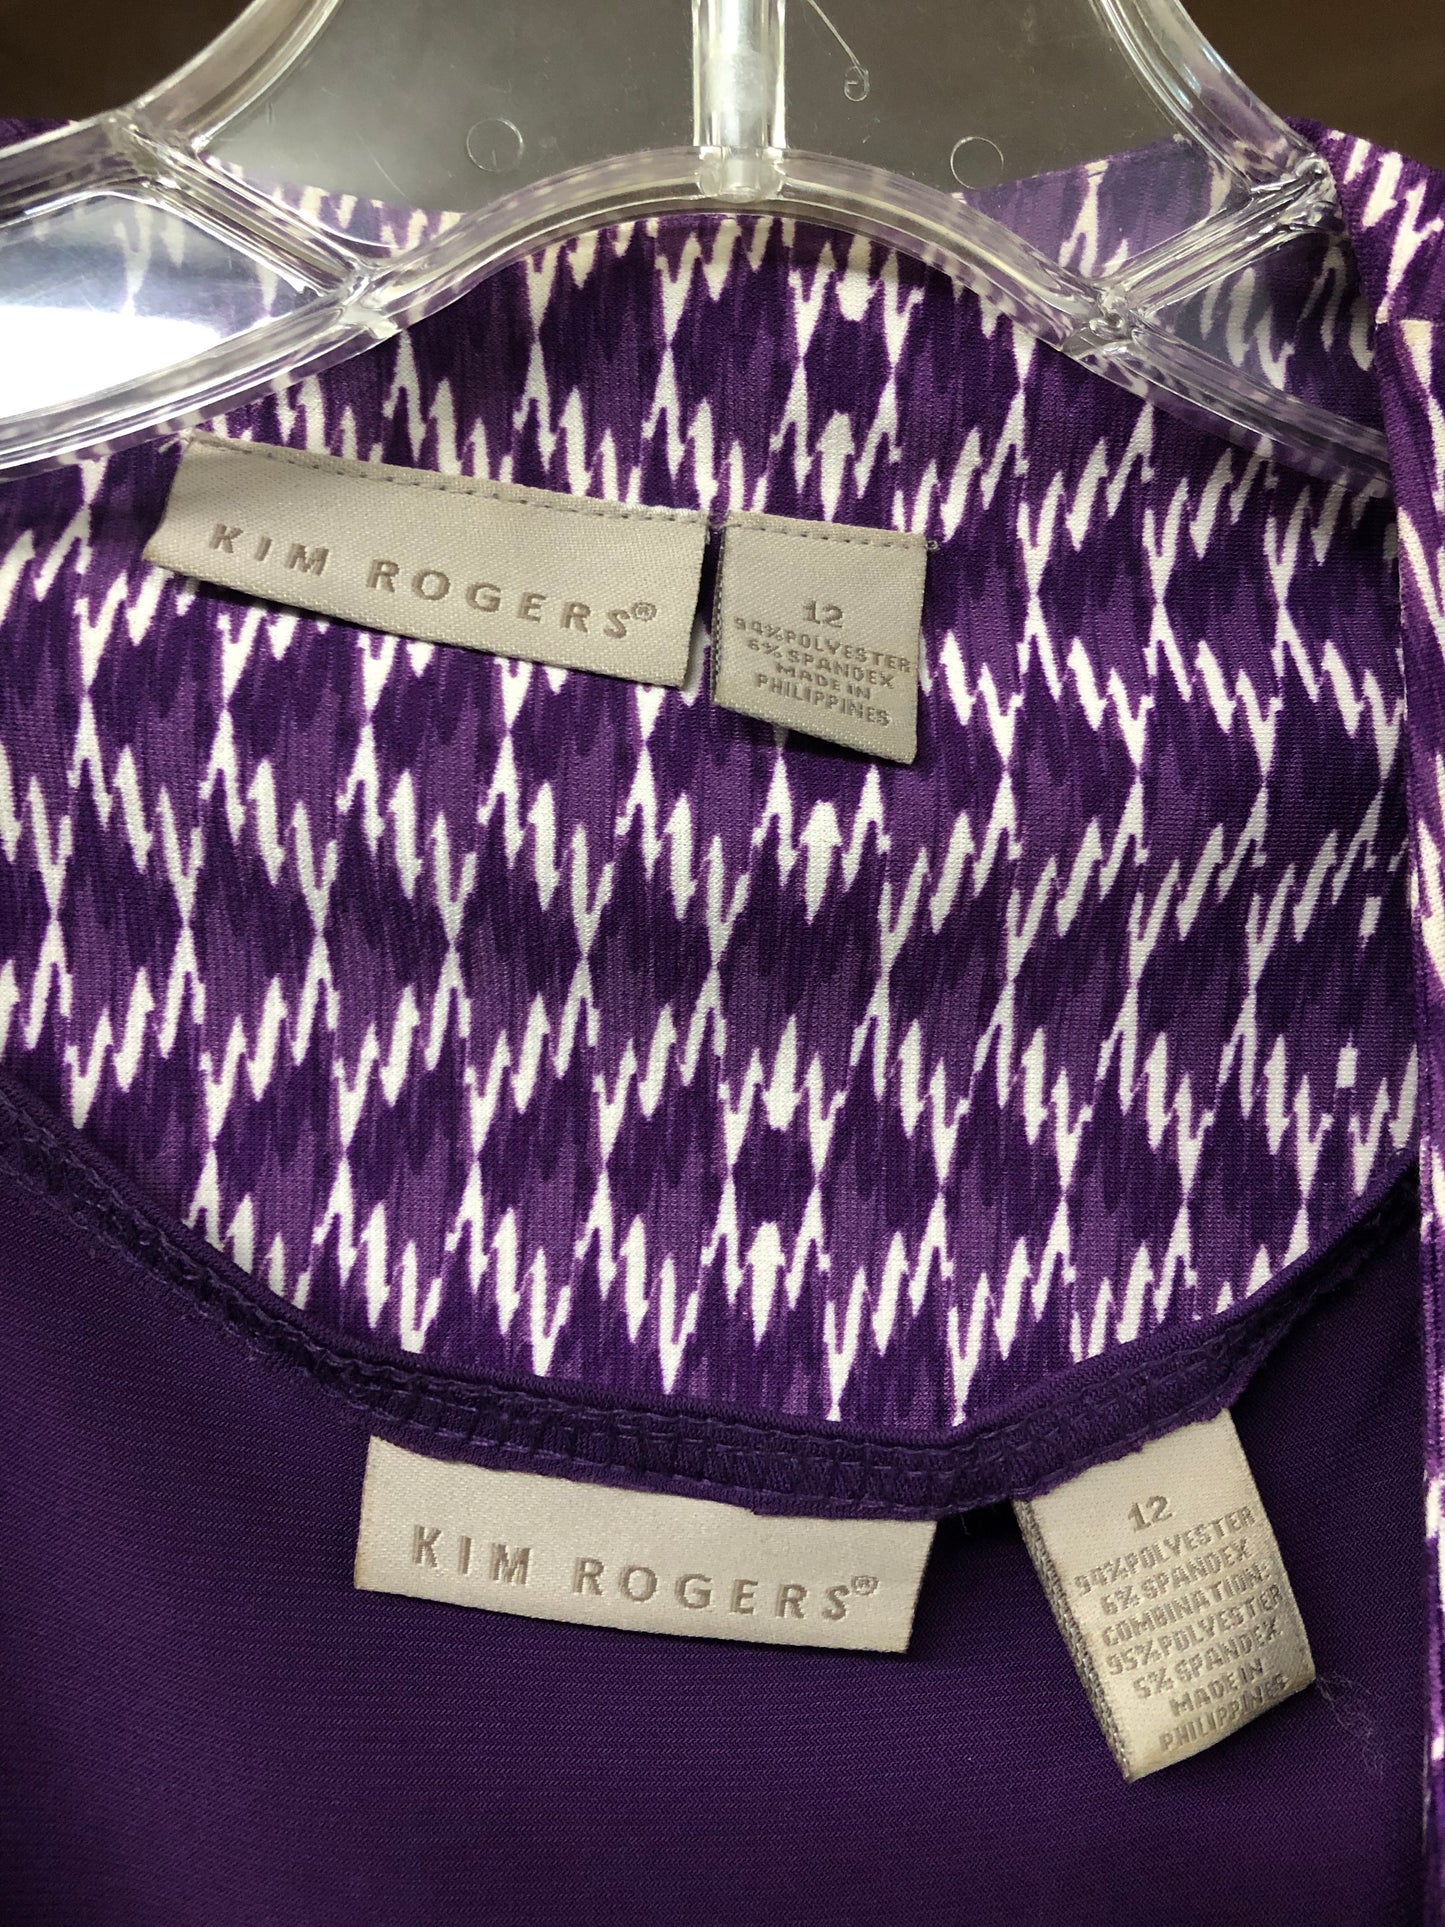 KIM ROGERS®
12
94%POLYESTER
6%SPANDEX
MADE IN
PHILIPPINES
KIM ROGERS®
12
94%POLYESTER
6%SPANDEX
COMBINATION:
95%POLYESTER
5%SPANDEX
MADE IN
PHILIPPINES